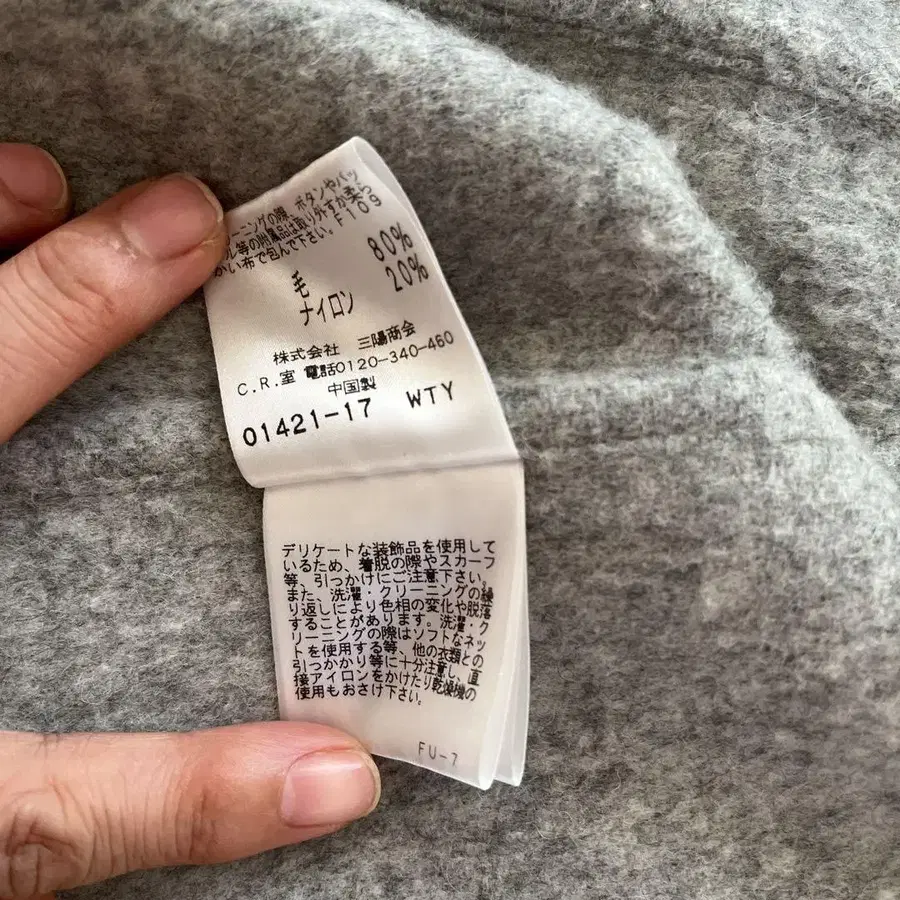 ーニングの際、ボタンやバッ
クル等の附属品は取り外すか柔ら
かい布で包んで下さい。F109
毛 80%
ナイロン 20%
株式会社 三陽商会
C.R.室 電話0120-340-460
中国製
01421-17 WTY
デリケートな装飾品を使用して
いるため、着脱の際やスカーフ
等、引っかけにご注意下さい。
また、洗濯・クリーニングの繰
り返しにより色相の変化や脱落
することがあります。洗濯・ク
リーニングの際はソフトなネッ
トを使用する等、他の衣類との
引っかかり等に十分注意し、直
接アイロンをかけたり乾燥機の
使用もおさけ下さい。
FU-7